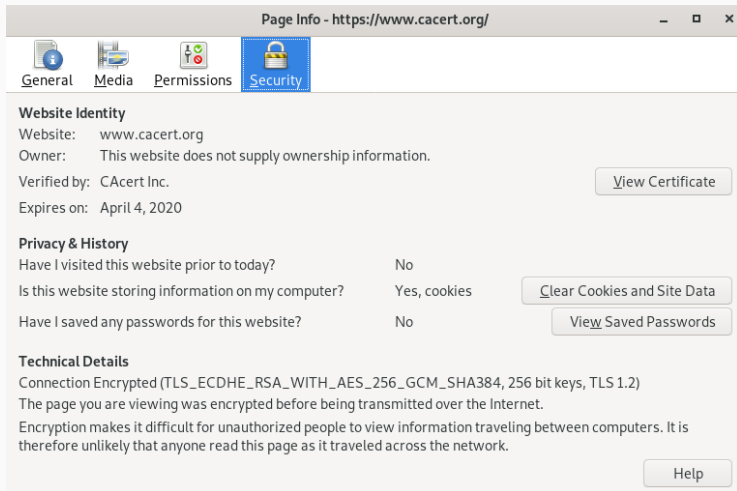 Page Info - https://www.cacert.org/
General Media Permissions Security
Website Identity
Website: www.cacert.org
Owner: This website does not supply ownership information.
Verified by: CAcert Inc. View Certificate
Expires on: April 4, 2020
Privacy & History
Have I visited this website prior to today? No
Is this website storing information on my computer? Yes, cookies Clear Cookies and Site Data
Have I saved any passwords for this website? No View Saved Passwords
Technical Details
Connection Encrypted (TLS_ECDHE_RSA_WITH_AES_256_GCM_SHA384, 256 bit keys, TLS 1.2)
The page you are viewing was encrypted before being transmitted over the Internet.
Encryption makes it difficult for unauthorized people to view information traveling between computers. It is
therefore unlikely that anyone read this page as it traveled across the network.
Help